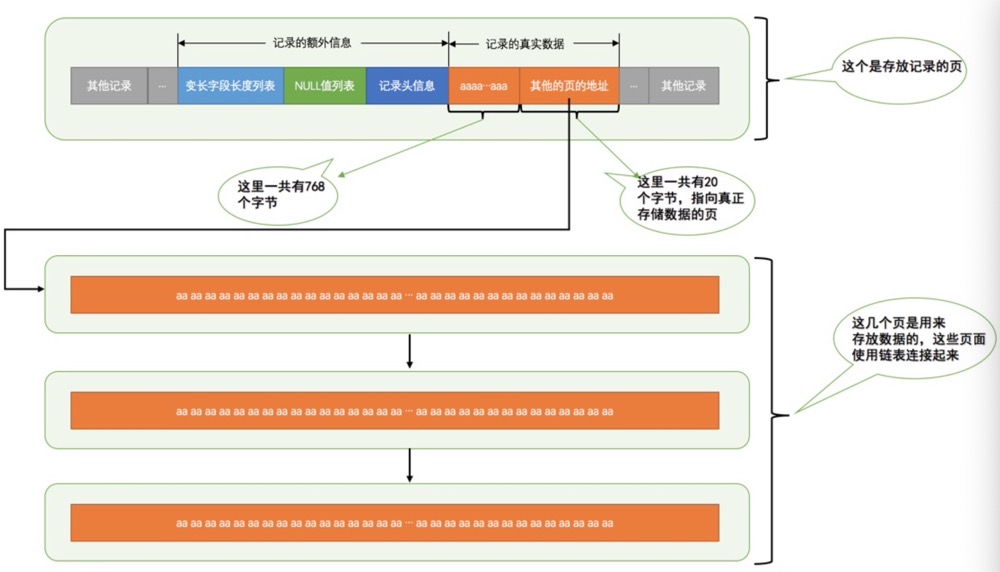 记录的额外信息
记录的真实数据
其他记录
...
变长字段长度列表
NULL值列表
记录头信息
aaaa···aaa
其他的页的地址
...
其他记录
这个是存放记录的页
这里一共有768
个字节
这里一共有20
个字节，指向真正
存储数据的页
aa aa aa aa aa aa aa aa aa aa aa aa aa aa aa aa ··· aa aa aa aa aa aa aa aa aa aa aa aa aa aa
这几个页是用来
存放数据的，这些页面
使用链表连接起来
aa aa aa aa aa aa aa aa aa aa aa aa aa aa aa aa ··· aa aa aa aa aa aa aa aa aa aa aa aa aa aa
aa aa aa aa aa aa aa aa aa aa aa aa aa aa aa aa ··· aa aa aa aa aa aa aa aa aa aa aa aa aa aa